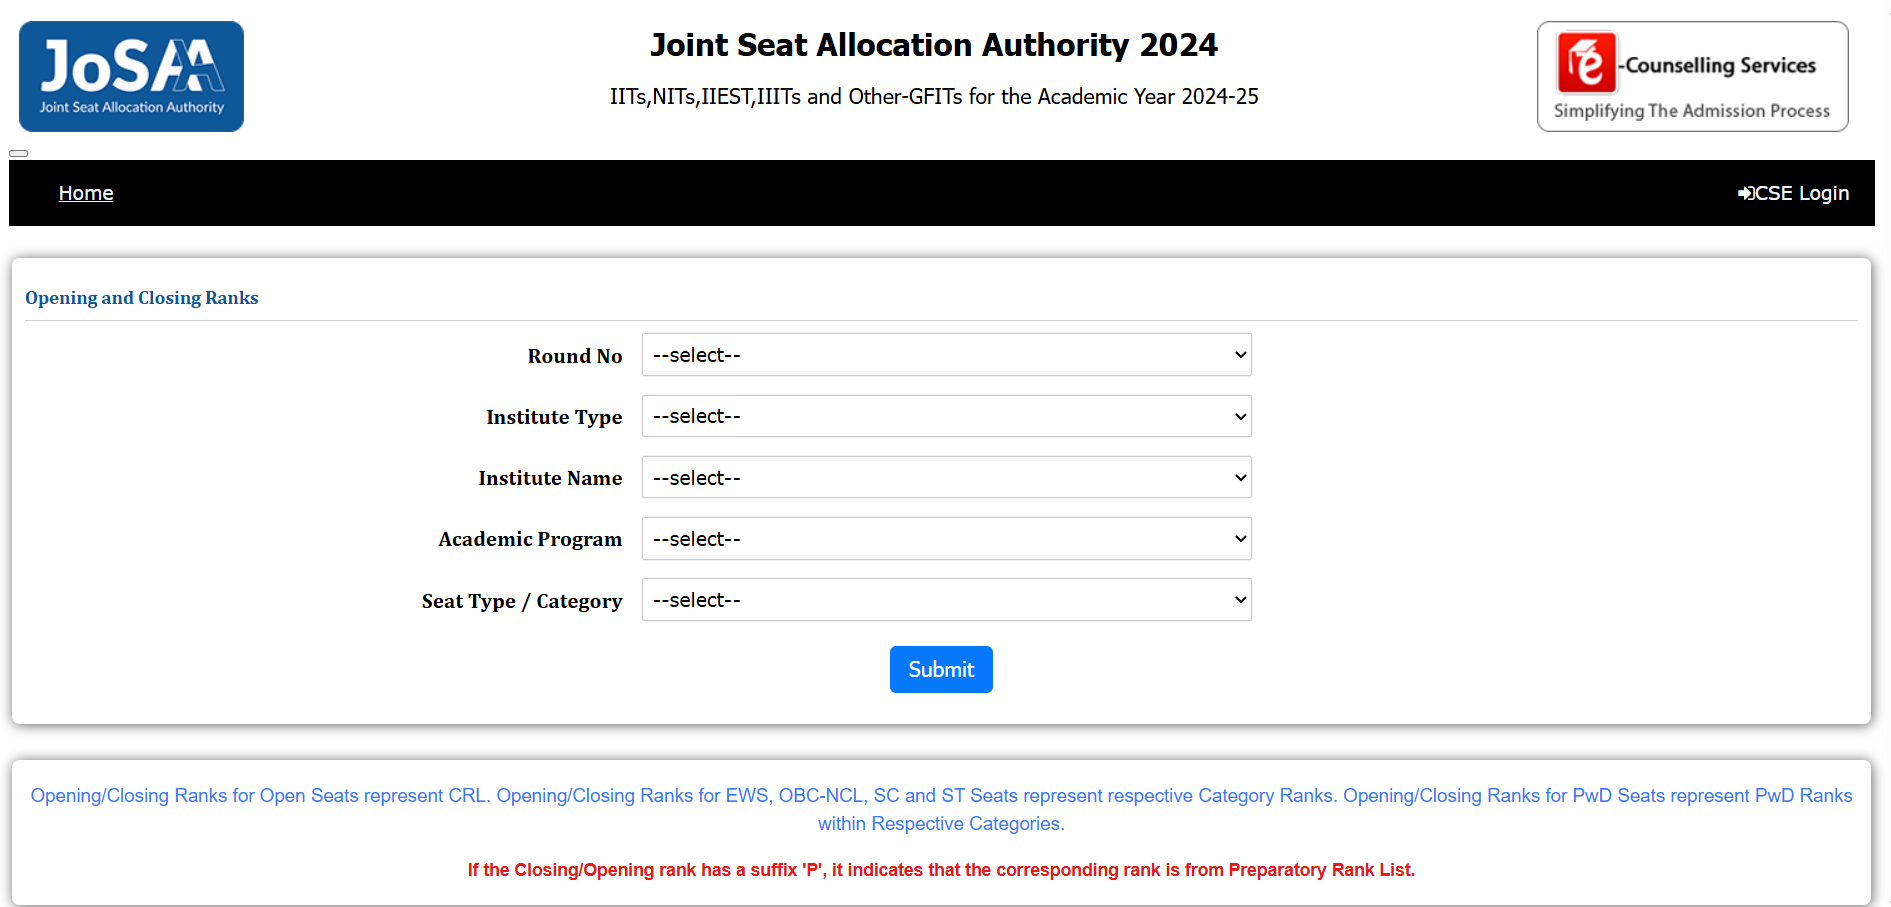 JoSAA
Joint Seat Allocation Authority
Joint Seat Allocation Authority 2024
IITs,NITs,IIEST,IIITs and Other-GFITs for the Academic Year 2024-25
e-Counselling Services
Simplifying The Admission Process
Home
CSE Login
Opening and Closing Ranks
Round No --select--
Institute Type --select--
Institute Name --select--
Academic Program --select--
Seat Type / Category --select--
Submit
Opening/Closing Ranks for Open Seats represent CRL. Opening/Closing Ranks for EWS, OBC-NCL, SC and ST Seats represent respective Category Ranks. Opening/Closing Ranks for PwD Seats represent PwD Ranks
within Respective Categories.
If the Closing/Opening rank has a suffix 'P', it indicates that the corresponding rank is from Preparatory Rank List.